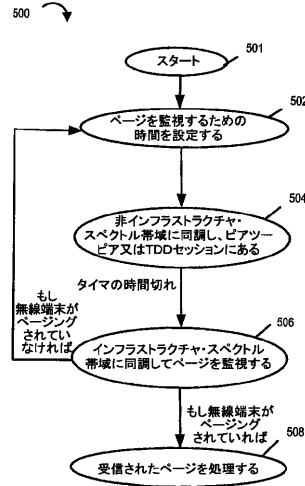 500
スタート
501
ページを監視するための
時間を設定する
502
非インフラストラクチャ・
スペクトル帯域に同調し、ピアツー
ピア又はTDDセッションにある
504
タイマの時間切れ
もし
無線端末が
ページング
されてい
なければ
インフラストラクチャ・スペクトル
帯域に同調してページを監視する
506
もし無線端末が
ページング
されていれば
受信されたページを処理する
508